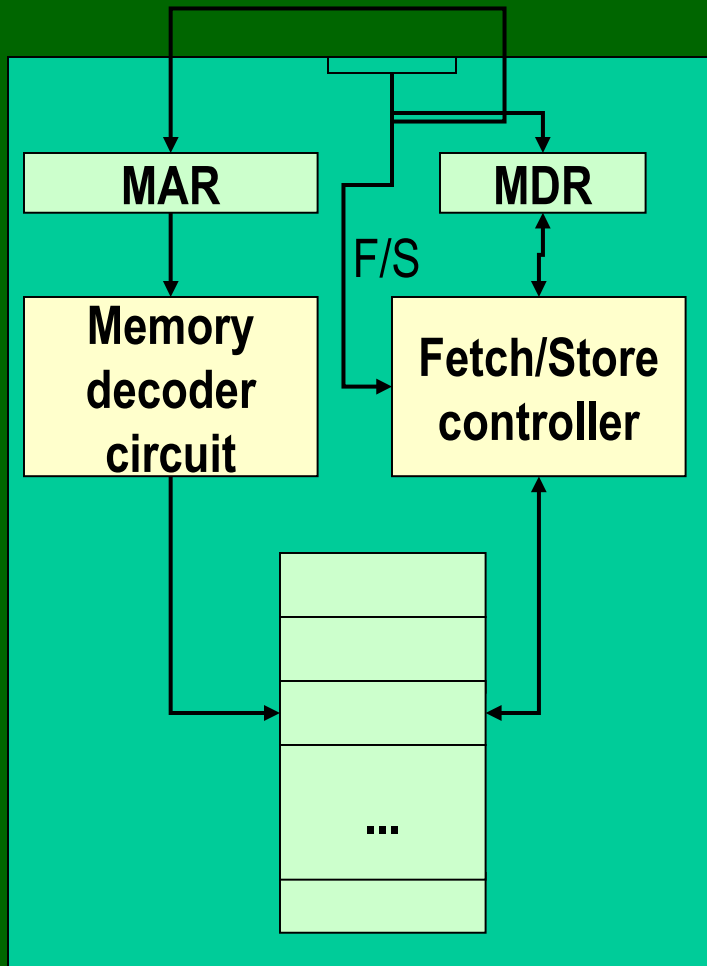 MAR
MDR
F/S
Memory
decoder
circuit
Fetch/Store
controller
...